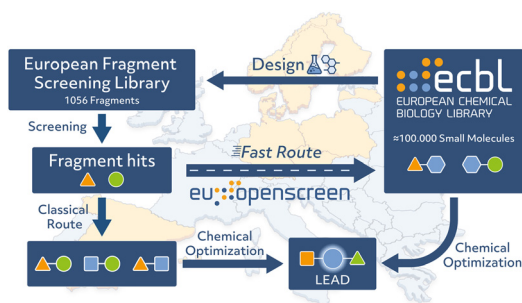 European Fragment
Screening Library
1056 Fragments
Design
ecbl
EUROPEAN CHEMICAL
BIOLOGY LIBRARY
≈100.000 Small Molecules
Screening
Fragment hits
Fast Route
eu openscreen
Classical
Route
Chemical
Optimization
LEAD
Chemical
Optimization